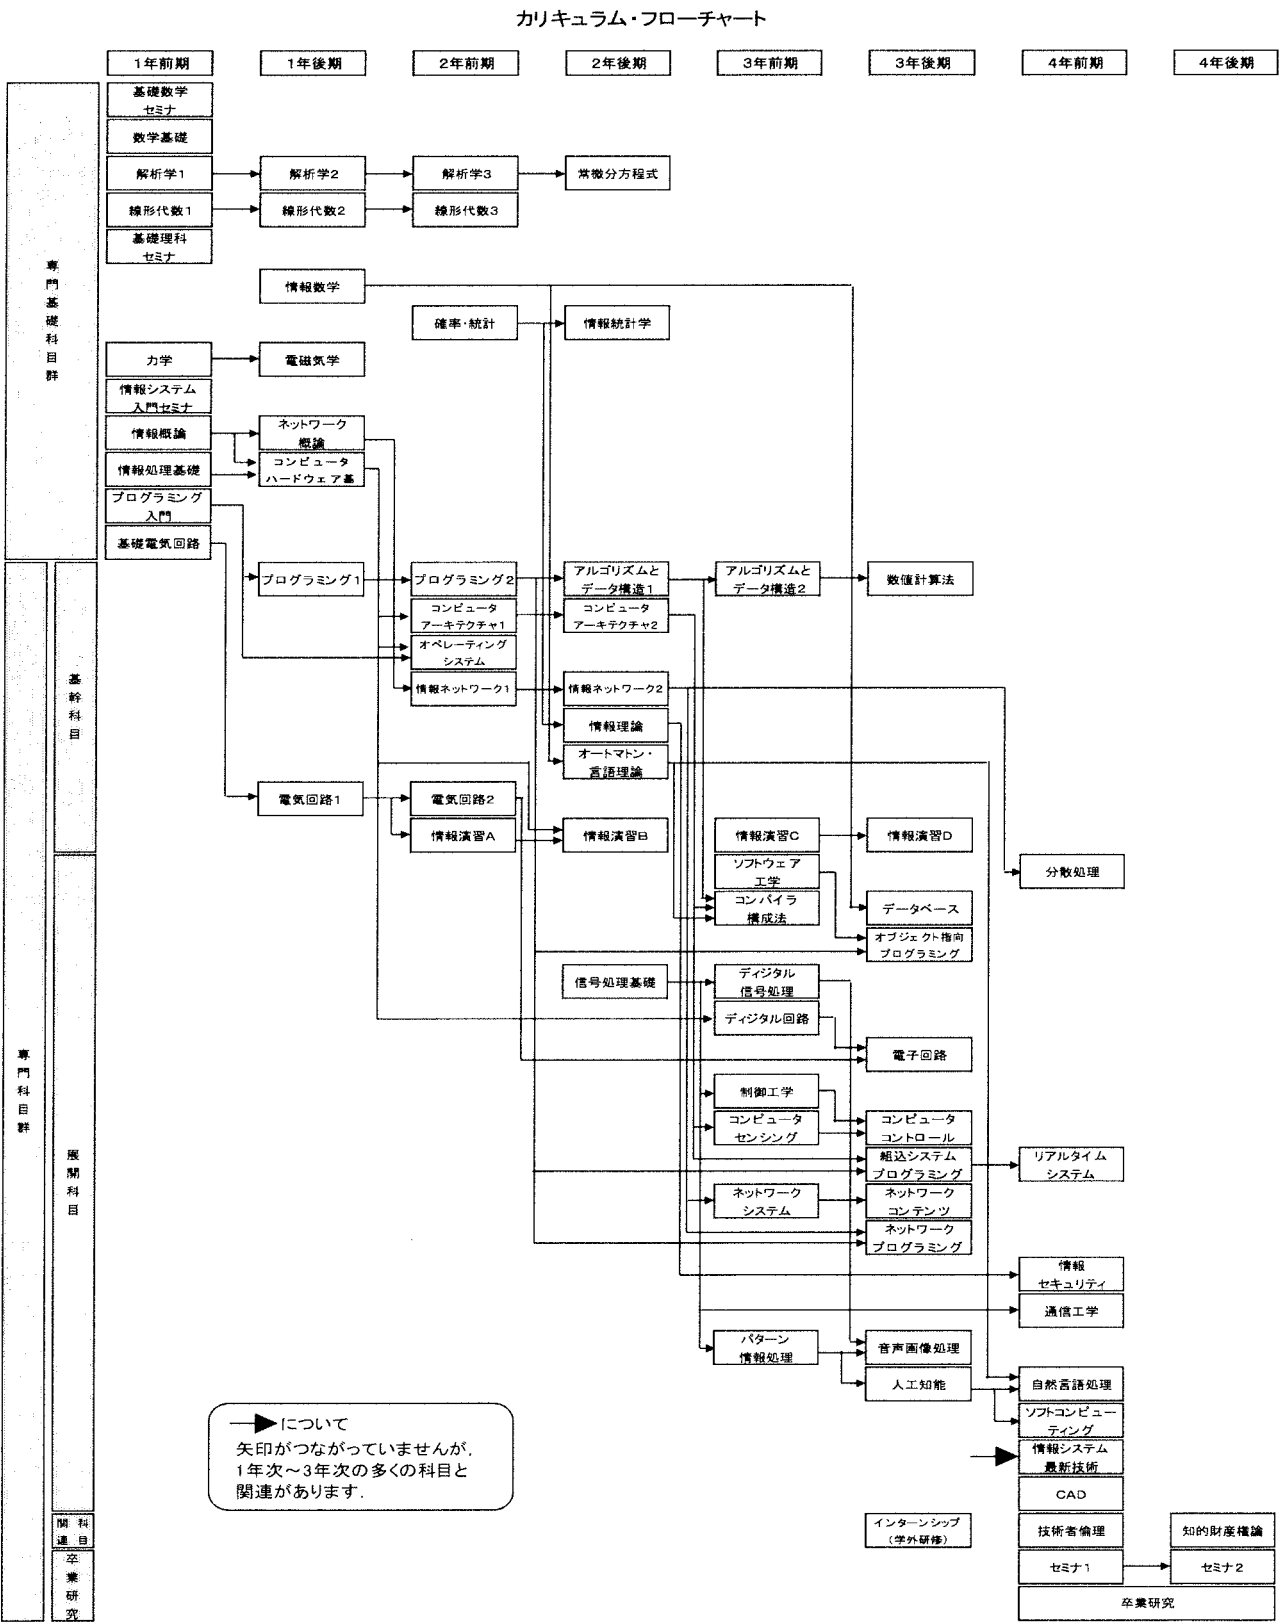 カリキュラム・フローチャート
1年前期
1年後期
2年前期
2年後期
3年前期
3年後期
4年前期
4年後期
専門基礎科目群
基礎数学
セミナ
数学基礎
解析学1
解析学2
解析学3
常微分方程式
線形代数1
線形代数2
線形代数3
基礎理科
セミナ
情報数学
確率・統計
情報統計学
力学
電磁気学
情報システム
入門セミナ
情報概論
ネットワーク
概論
情報処理基礎
コンピュータ
ハードウェア基
プログラミング
入門
基礎電気回路
専門科目群
基幹科目
プログラミング1
プログラミング2
アルゴリズムと
データ構造1
アルゴリズムと
データ構造2
数値計算法
コンピュータ
アーキテクチャ1
コンピュータ
アーキテクチャ2
オペレーティング
システム
情報ネットワーク1
情報ネットワーク2
情報理論
オートマトン・
言語理論
電気回路1
電気回路2
情報演習A
情報演習B
情報演習C
情報演習D
展開科目
ソフトウェア
工学
分散処理
コンパイラ
構成法
データベース
オブジェクト指向
プログラミング
信号処理基礎
ディジタル
信号処理
ディジタル回路
電子回路
制御工学
コンピュータ
センシング
コンピュータ
コントロール
組込システム
プログラミング
リアルタイム
システム
ネットワーク
システム
ネットワーク
コンテンツ
ネットワーク
プログラミング
情報
セキュリティ
通信工学
パターン
情報処理
音声画像処理
人工知能
自然言語処理
ソフトコンピュー
ティング
情報システム
最新技術
CAD
について
矢印がつながっていませんが,
1年次~3年次の多くの科目と
関連があります.
関連科目
インターンシップ
(学外研修)
技術者倫理
知的財産権論
卒業研究
セミナ1
セミナ2
卒業研究